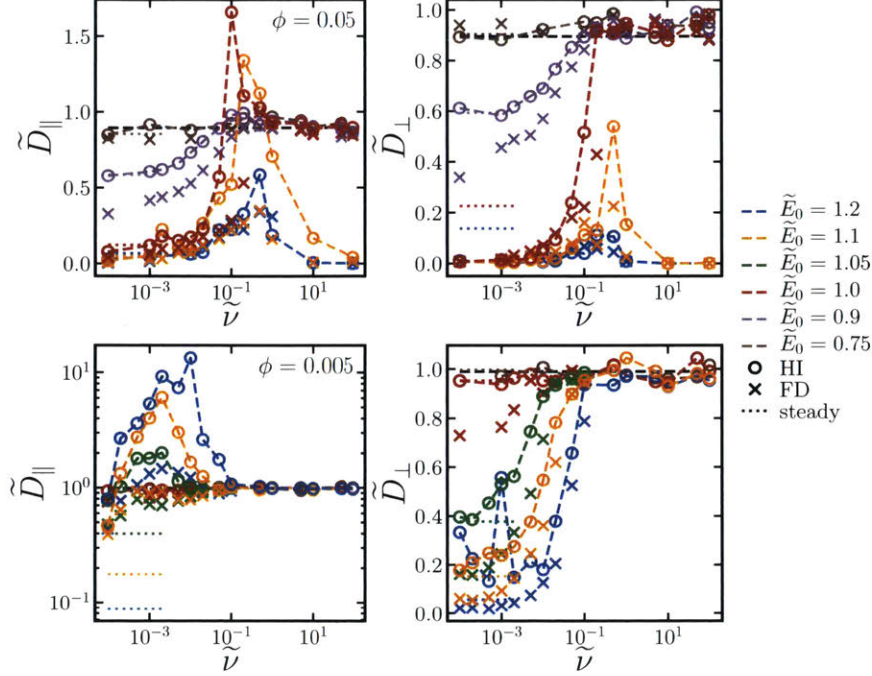 1.5
1.0
0.5
0.0
D̃∥
ϕ = 0.05
10⁻³ 10⁻¹ 10¹
ν̃
1.0
0.8
0.6
0.4
0.2
0.0
D̃⊥
10⁻³ 10⁻¹ 10¹
ν̃
10¹
10⁰
10⁻¹
D̃∥
ϕ = 0.005
10⁻³ 10⁻¹ 10¹
ν̃
1.0
0.8
0.6
0.4
0.2
0.0
D̃⊥
10⁻³ 10⁻¹ 10¹
ν̃
Ẽ₀ = 1.2
Ẽ₀ = 1.1
Ẽ₀ = 1.05
Ẽ₀ = 1.0
Ẽ₀ = 0.9
Ẽ₀ = 0.75
HI
FD
steady